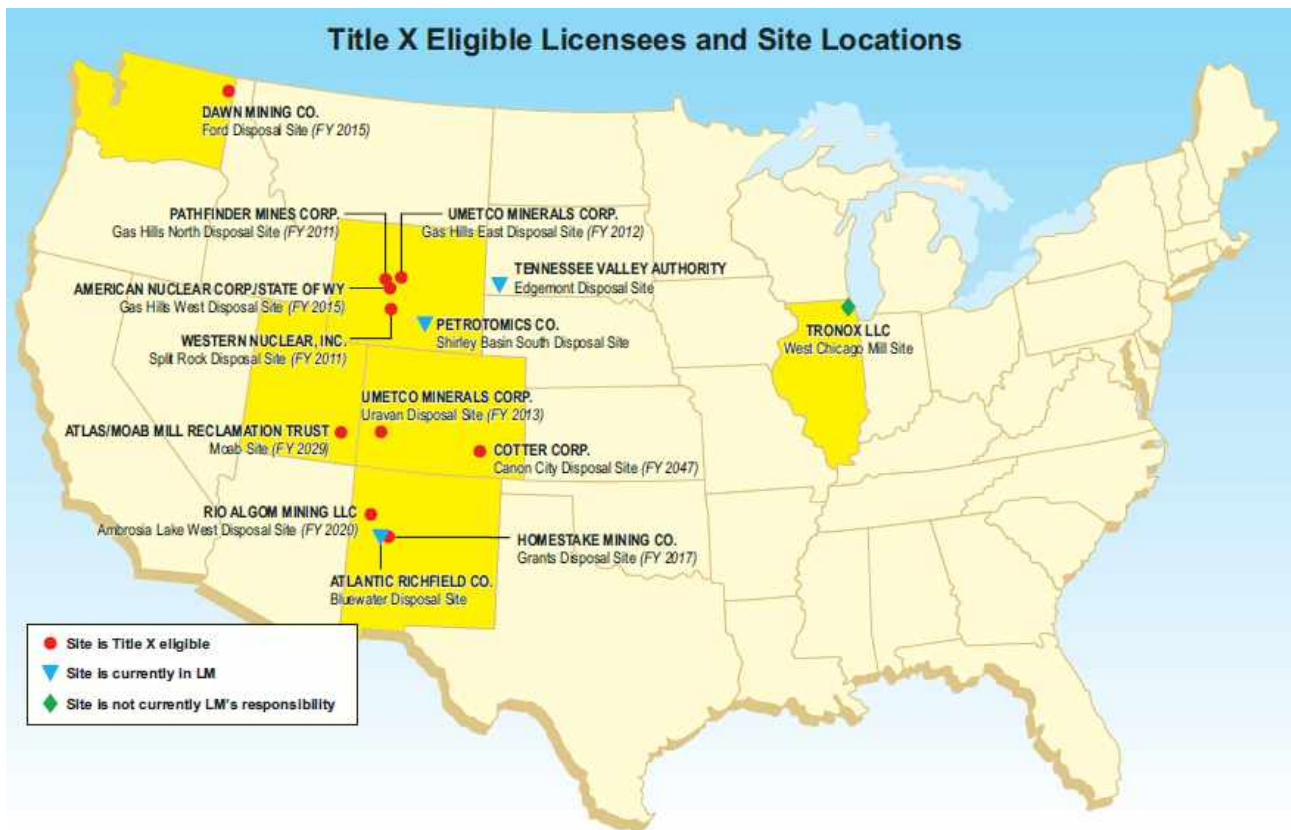 Title X Eligible Licensees and Site Locations
DAWN MINING CO.
Ford Disposal Site (FY 2015)
PATHFINDER MINES CORP.
Gas Hills North Disposal Site (FY 2011)
UMETCO MINERALS CORP.
Gas Hills East Disposal Site (FY 2012)
AMERICAN NUCLEAR CORP./STATE OF WY
Gas Hills West Disposal Site (FY 2015)
TENNESSEE VALLEY AUTHORITY
Edgemont Disposal Site
WESTERN NUCLEAR, INC.
Split Rock Disposal Site (FY 2011)
PETROTOMICS CO.
Shirley Basin South Disposal Site
TRONOX LLC
West Chicago Mill Site
UMETCO MINERALS CORP.
Uravan Disposal Site (FY 2013)
ATLAS/MOAB MILL RECLAMATION TRUST
Moab Site (FY 2029)
COTTER CORP.
Canon City Disposal Site (FY 2047)
RIO ALGOM MINING LLC
Ambrosia Lake West Disposal Site (FY 2020)
HOMESTAKE MINING CO.
Grants Disposal Site (FY 2017)
ATLANTIC RICHFIELD CO.
Bluewater Disposal Site
Site is Title X eligible
Site is currently in LM
Site is not currently LM's responsibility